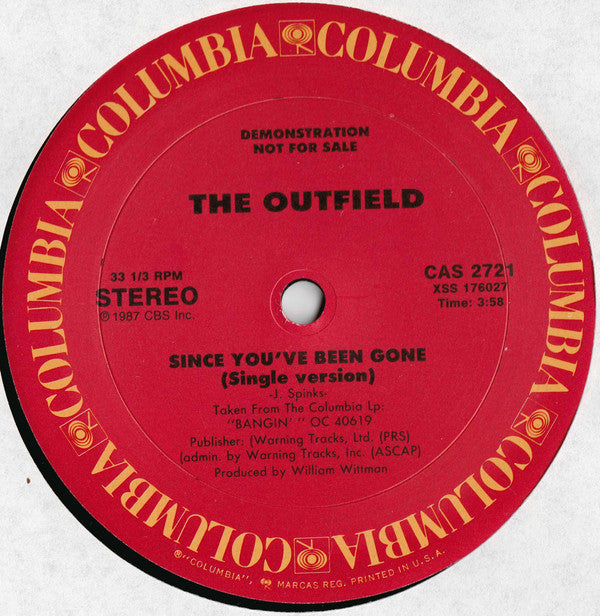 COLUMBIA COLUMBIA COLUMBIA COLUMBIA COLUMBIA COLUMBIA COLUMBIA COLUMBIA
DEMONSTRATION
NOT FOR SALE
THE OUTFIELD
33 1/3 RPM
STEREO
℗ 1987 CBS Inc.
CAS 2721
XSS 176027
Time: 3:58
SINCE YOU'VE BEEN GONE
(Single version)
-J. Spinks-
Taken From The Columbia Lp:
"BANGIN' " OC 40619
Publisher: (Warning Tracks, Ltd. (PRS)
(admin. by Warning Tracks, Inc. (ASCAP)
Produced by William Wittman
®"COLUMBIA", MARCAS REG. PRINTED IN U.S.A.